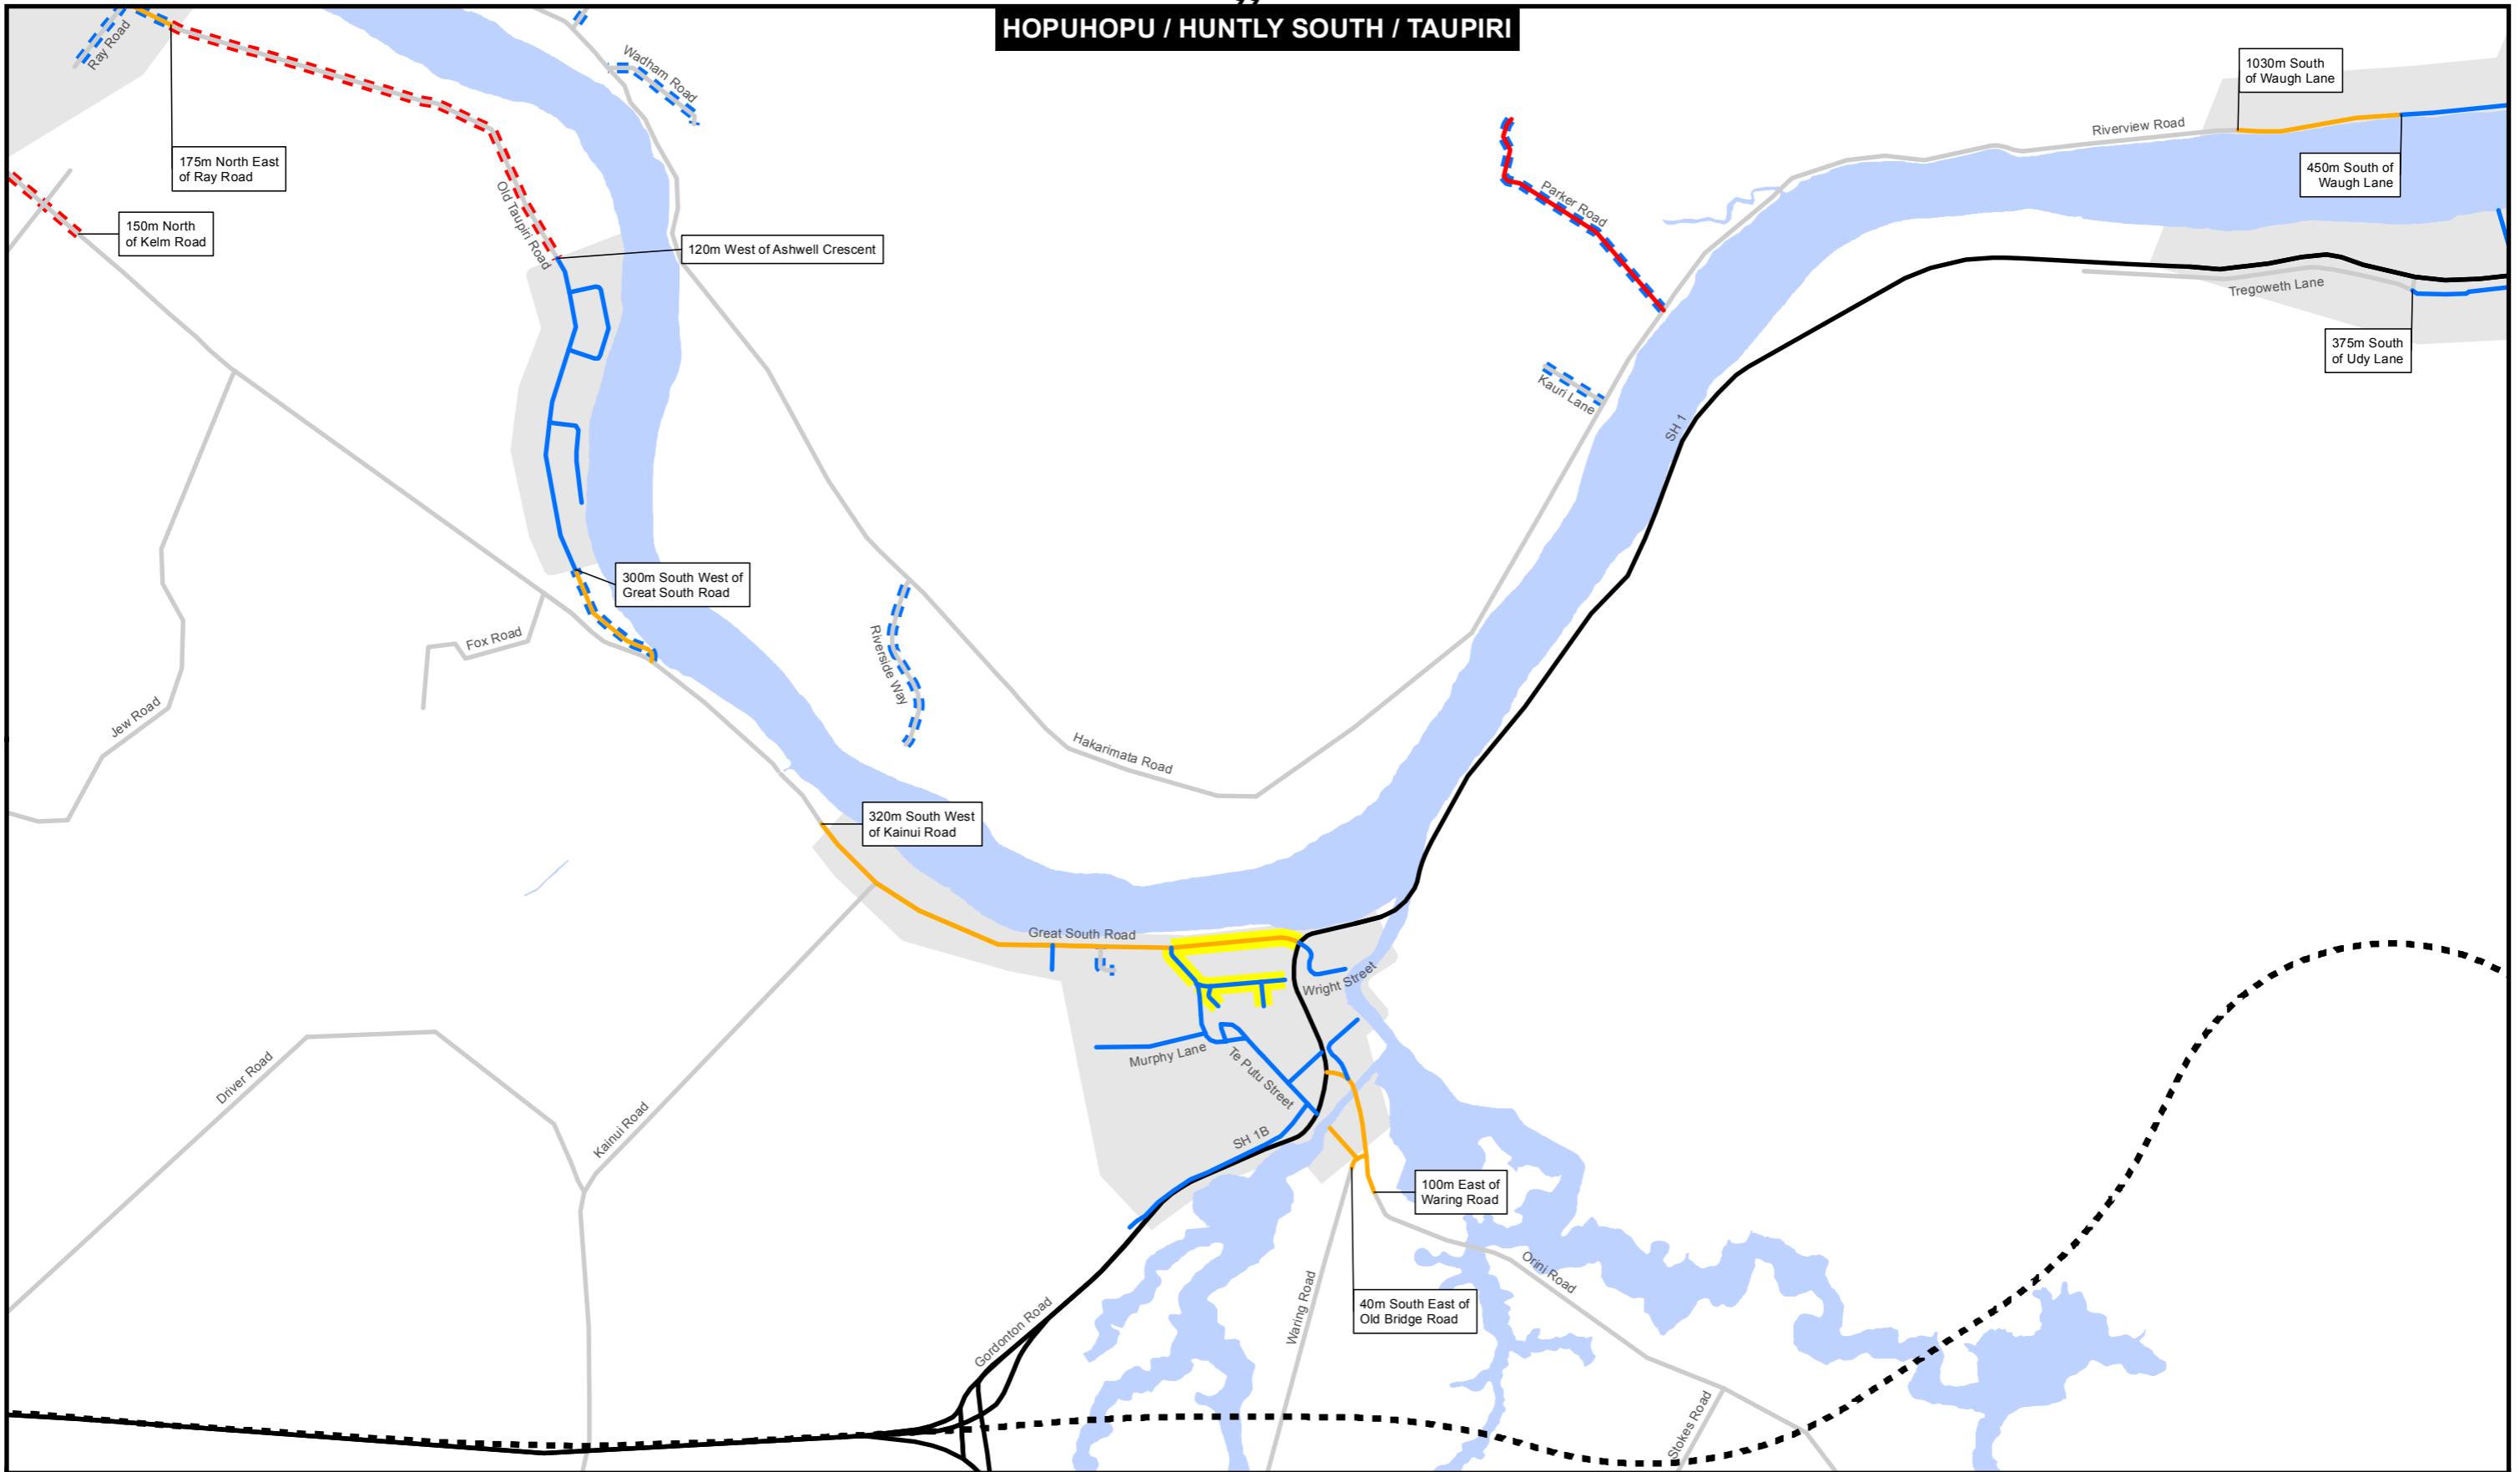 HOPUHOPU / HUNTLY SOUTH / TAUPIRI
Ray Road
Wadham Road
1030m South
of Waugh Lane
Riverview Road
175m North East
of Ray Road
450m South of
Waugh Lane
Old Taupiri Road
Parker Road
150m North
of Kelm Road
120m West of Ashwell Crescent
Tregoweth Lane
375m South
of Udy Lane
Kauri Lane
SH 1
300m South West of
Great South Road
Fox Road
Riverside Way
Jew Road
Hakarimata Road
320m South West
of Kainui Road
Great South Road
Wright Street
Murphy Lane
Te Putu Street
Driver Road
Kainui Road
SH 1B
100m East of
Waring Road
Orini Road
Waring Road
40m South East of
Old Bridge Road
Gordonton Road
Stokes Road